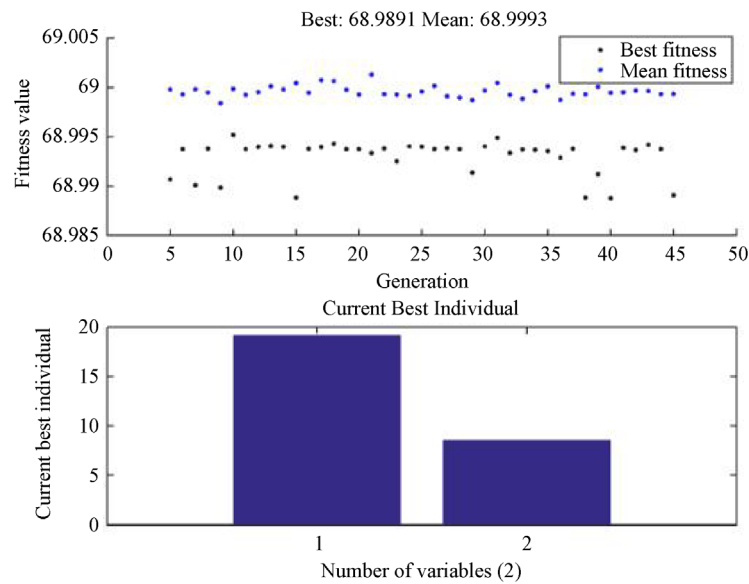 Best: 68.9891 Mean: 68.9993
69.005
69
68.995
68.99
68.985
Fitness value
Best fitness
Mean fitness
0 5 10 15 20 25 30 35 40 45 50
Generation
Current Best Individual
20
15
10
5
0
Current best individual
1 2
Number of variables (2)